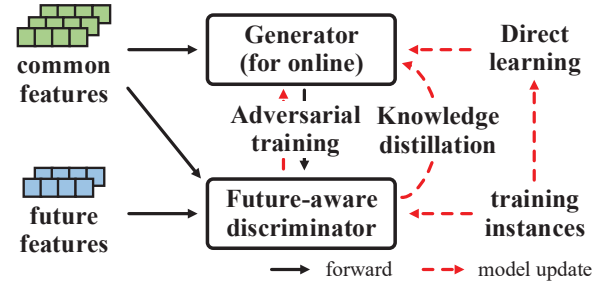 Generator
(for online)
Direct
learning
common
features
Adversarial
training
Knowledge
distillation
Future-aware
discriminator
training
instances
future
features
forward
model update